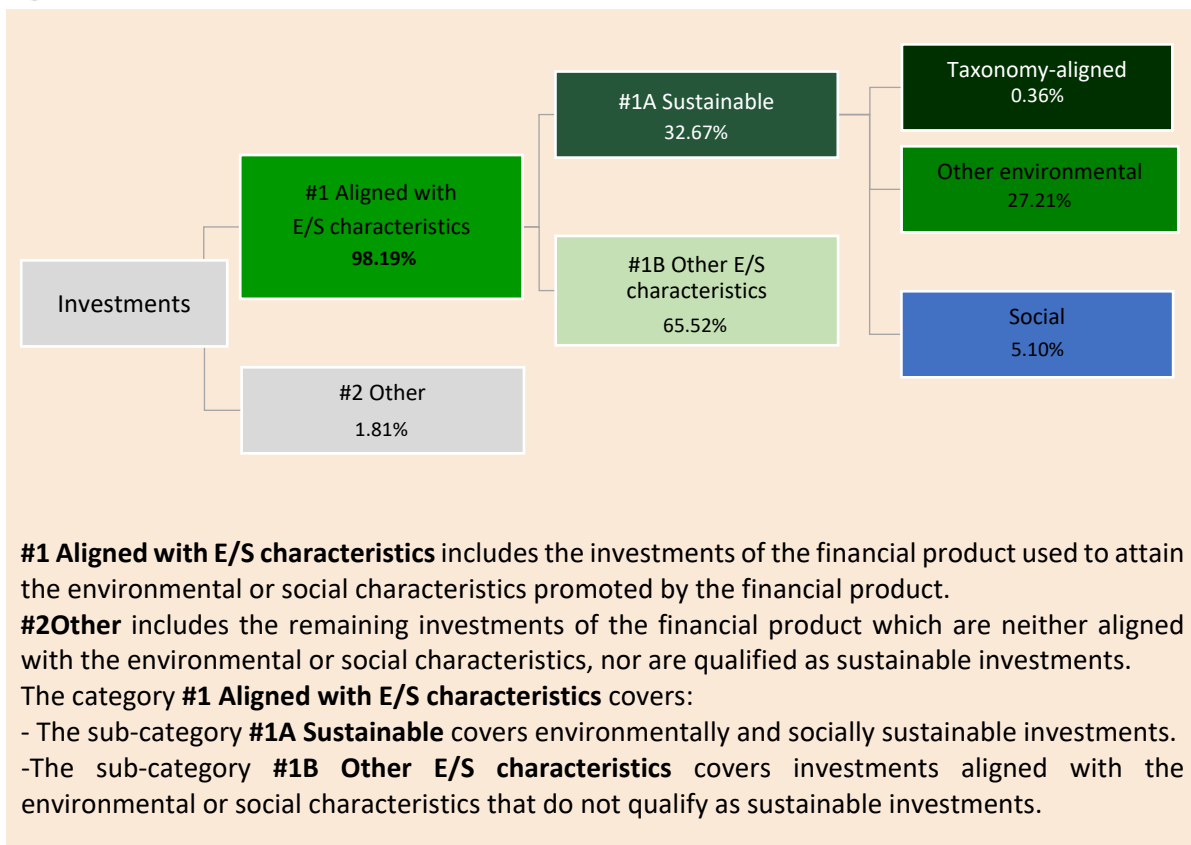 Investments
#1 Aligned with
E/S characteristics
98.19%
#2 Other
1.81%
#1A Sustainable
32.67%
#1B Other E/S
characteristics
65.52%
Taxonomy-aligned
0.36%
Other environmental
27.21%
Social
5.10%
#1 Aligned with E/S characteristics includes the investments of the financial product used to attain
the environmental or social characteristics promoted by the financial product.
#2Other includes the remaining investments of the financial product which are neither aligned
with the environmental or social characteristics, nor are qualified as sustainable investments.
The category #1 Aligned with E/S characteristics covers:
- The sub-category #1A Sustainable covers environmentally and socially sustainable investments.
-The sub-category #1B Other E/S characteristics covers investments aligned with the
environmental or social characteristics that do not qualify as sustainable investments.